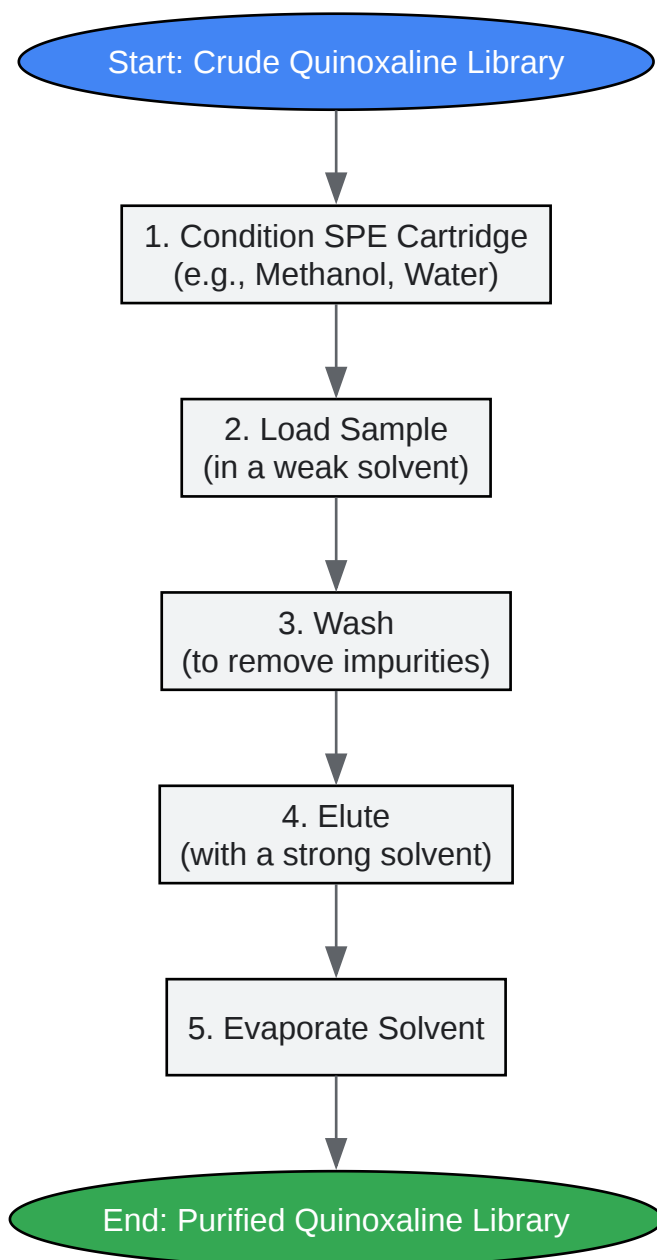 Start: Crude Quinoxaline Library
1. Condition SPE Cartridge
(e.g., Methanol, Water)
2. Load Sample
(in a weak solvent)
3. Wash
(to remove impurities)
4. Elute
(with a strong solvent)
5. Evaporate Solvent
End: Purified Quinoxaline Library